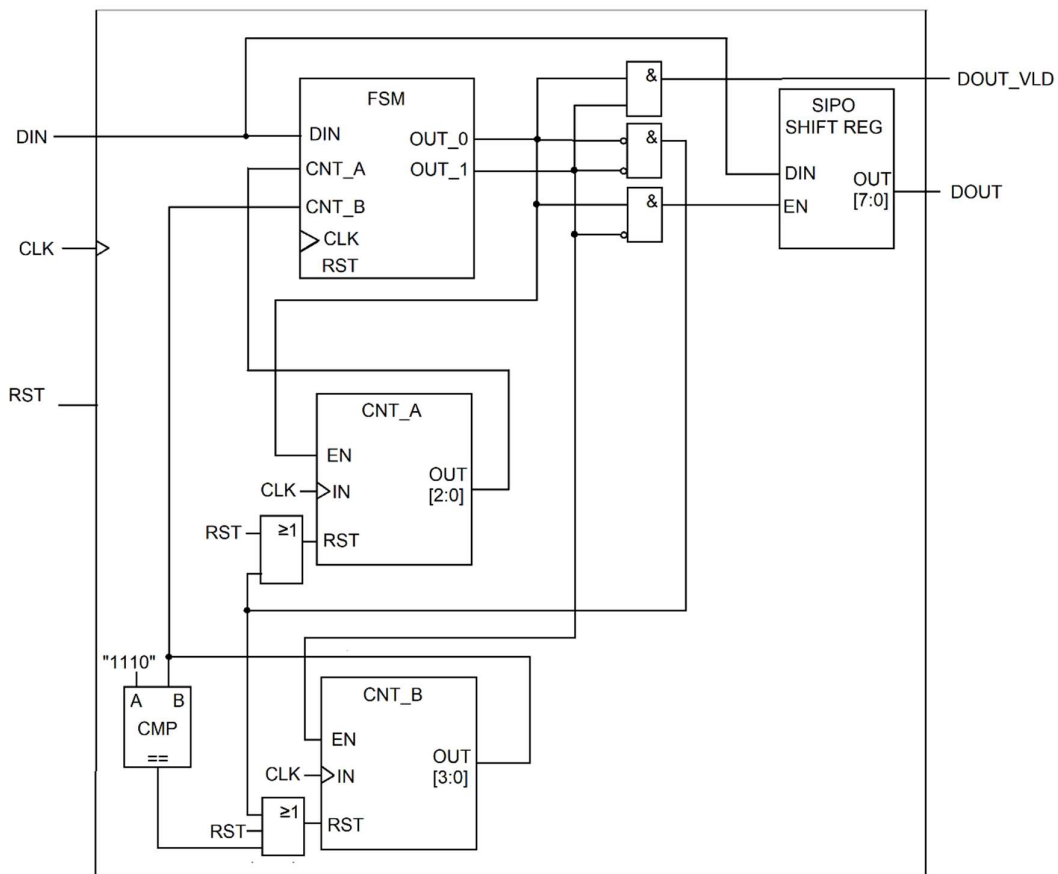 FSM
DIN
CNT_A
CNT_B
CLK
RST
OUT_0
OUT_1
&
&
&
DOUT_VLD
SIPO
SHIFT REG
DIN
EN
OUT
[7:0]
DOUT
DIN
CLK
RST
CNT_A
EN
CLK
IN
OUT
[2:0]
RST
≥1
RST
"1110"
A B
CMP
==
CNT_B
EN
CLK
IN
OUT
[3:0]
RST
≥1
RST